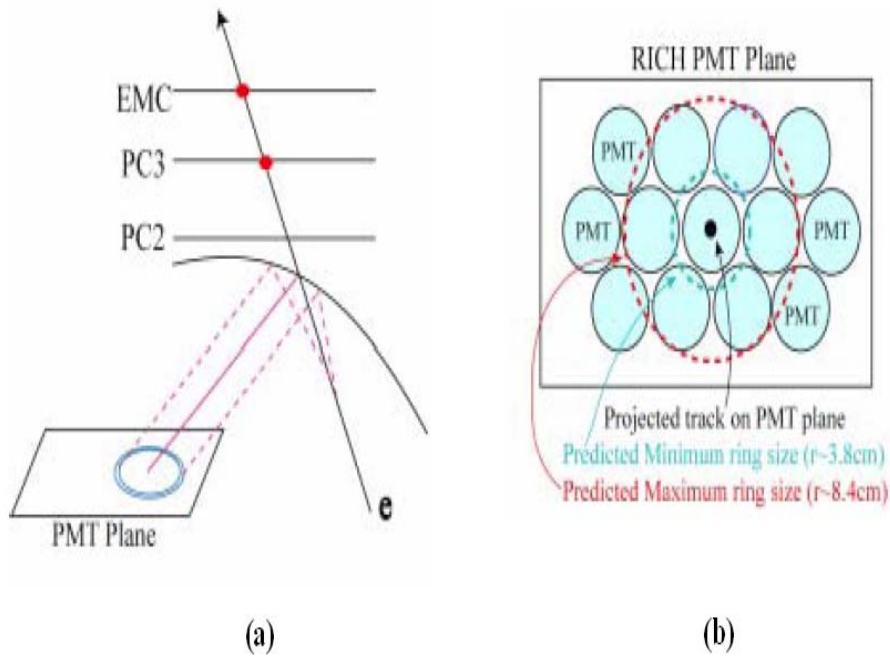 EMC
PC3
PC2
e
PMT Plane
(a)
RICH PMT Plane
PMT
PMT
PMT
PMT
Projected track on PMT plane
Predicted Minimum ring size (r~3.8cm)
Predicted Maximum ring size (r~8.4cm)
(b)